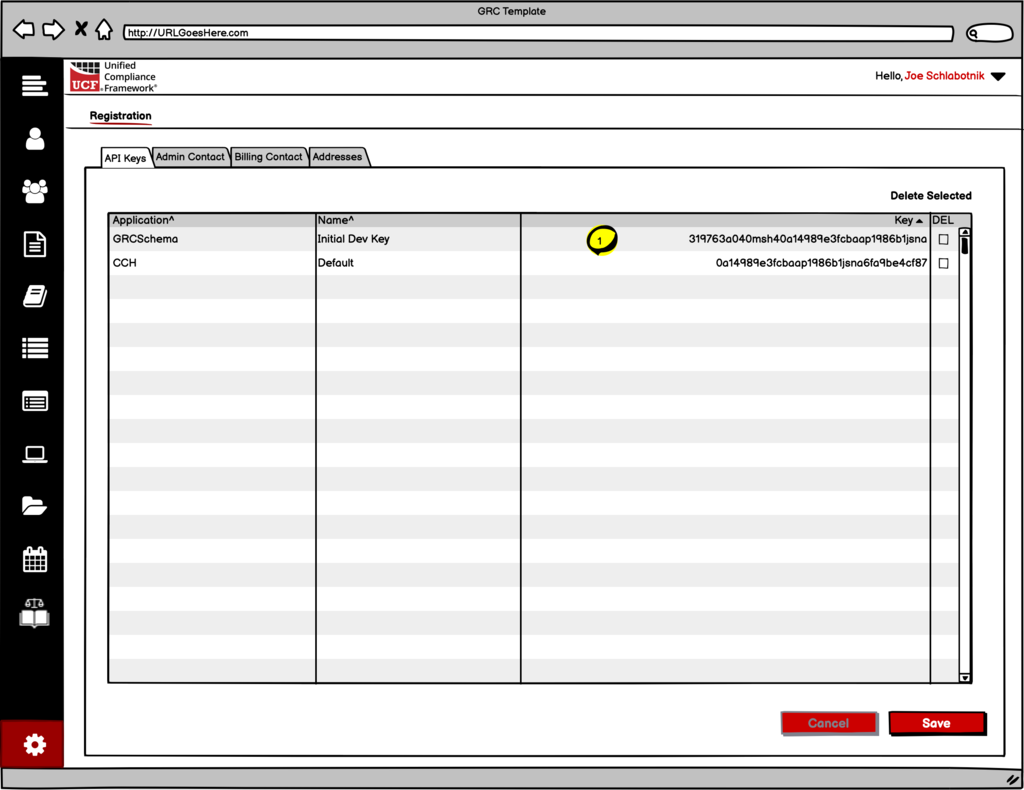 GRC Template
http://URLGoesHere.com
UCF Unified Compliance Framework®
Hello, Joe Schlabotnik
Registration
API Keys Admin Contact Billing Contact Addresses
Delete Selected
Application^ Name^ Key DEL
GRCSchema Initial Dev Key 1 319763a040msh40a14989e3fcbaap1986b1jsna
CCH Default 0a14989e3fcbaap1986b1jsna6fa9be4cf87
Cancel Save